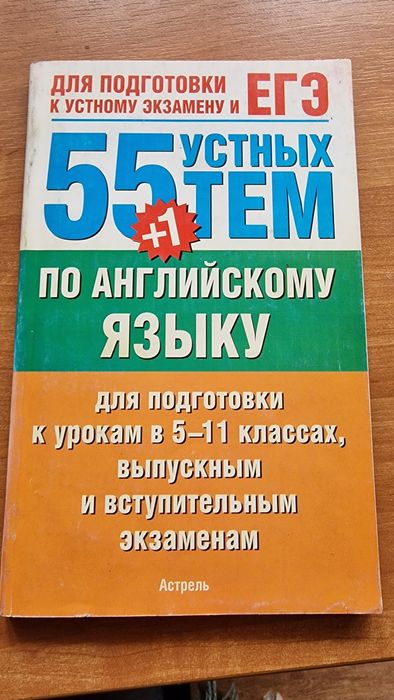 ДЛЯ ПОДГОТОВКИ
К УСТНОМУ ЭКЗАМЕНУ И ЕГЭ
55 УСТНЫХ
+1 ТЕМ
ПО АНГЛИЙСКОМУ
ЯЗЫКУ
для подготовки
к урокам в 5–11 классах,
выпускным
и вступительным
экзаменам
Астрель